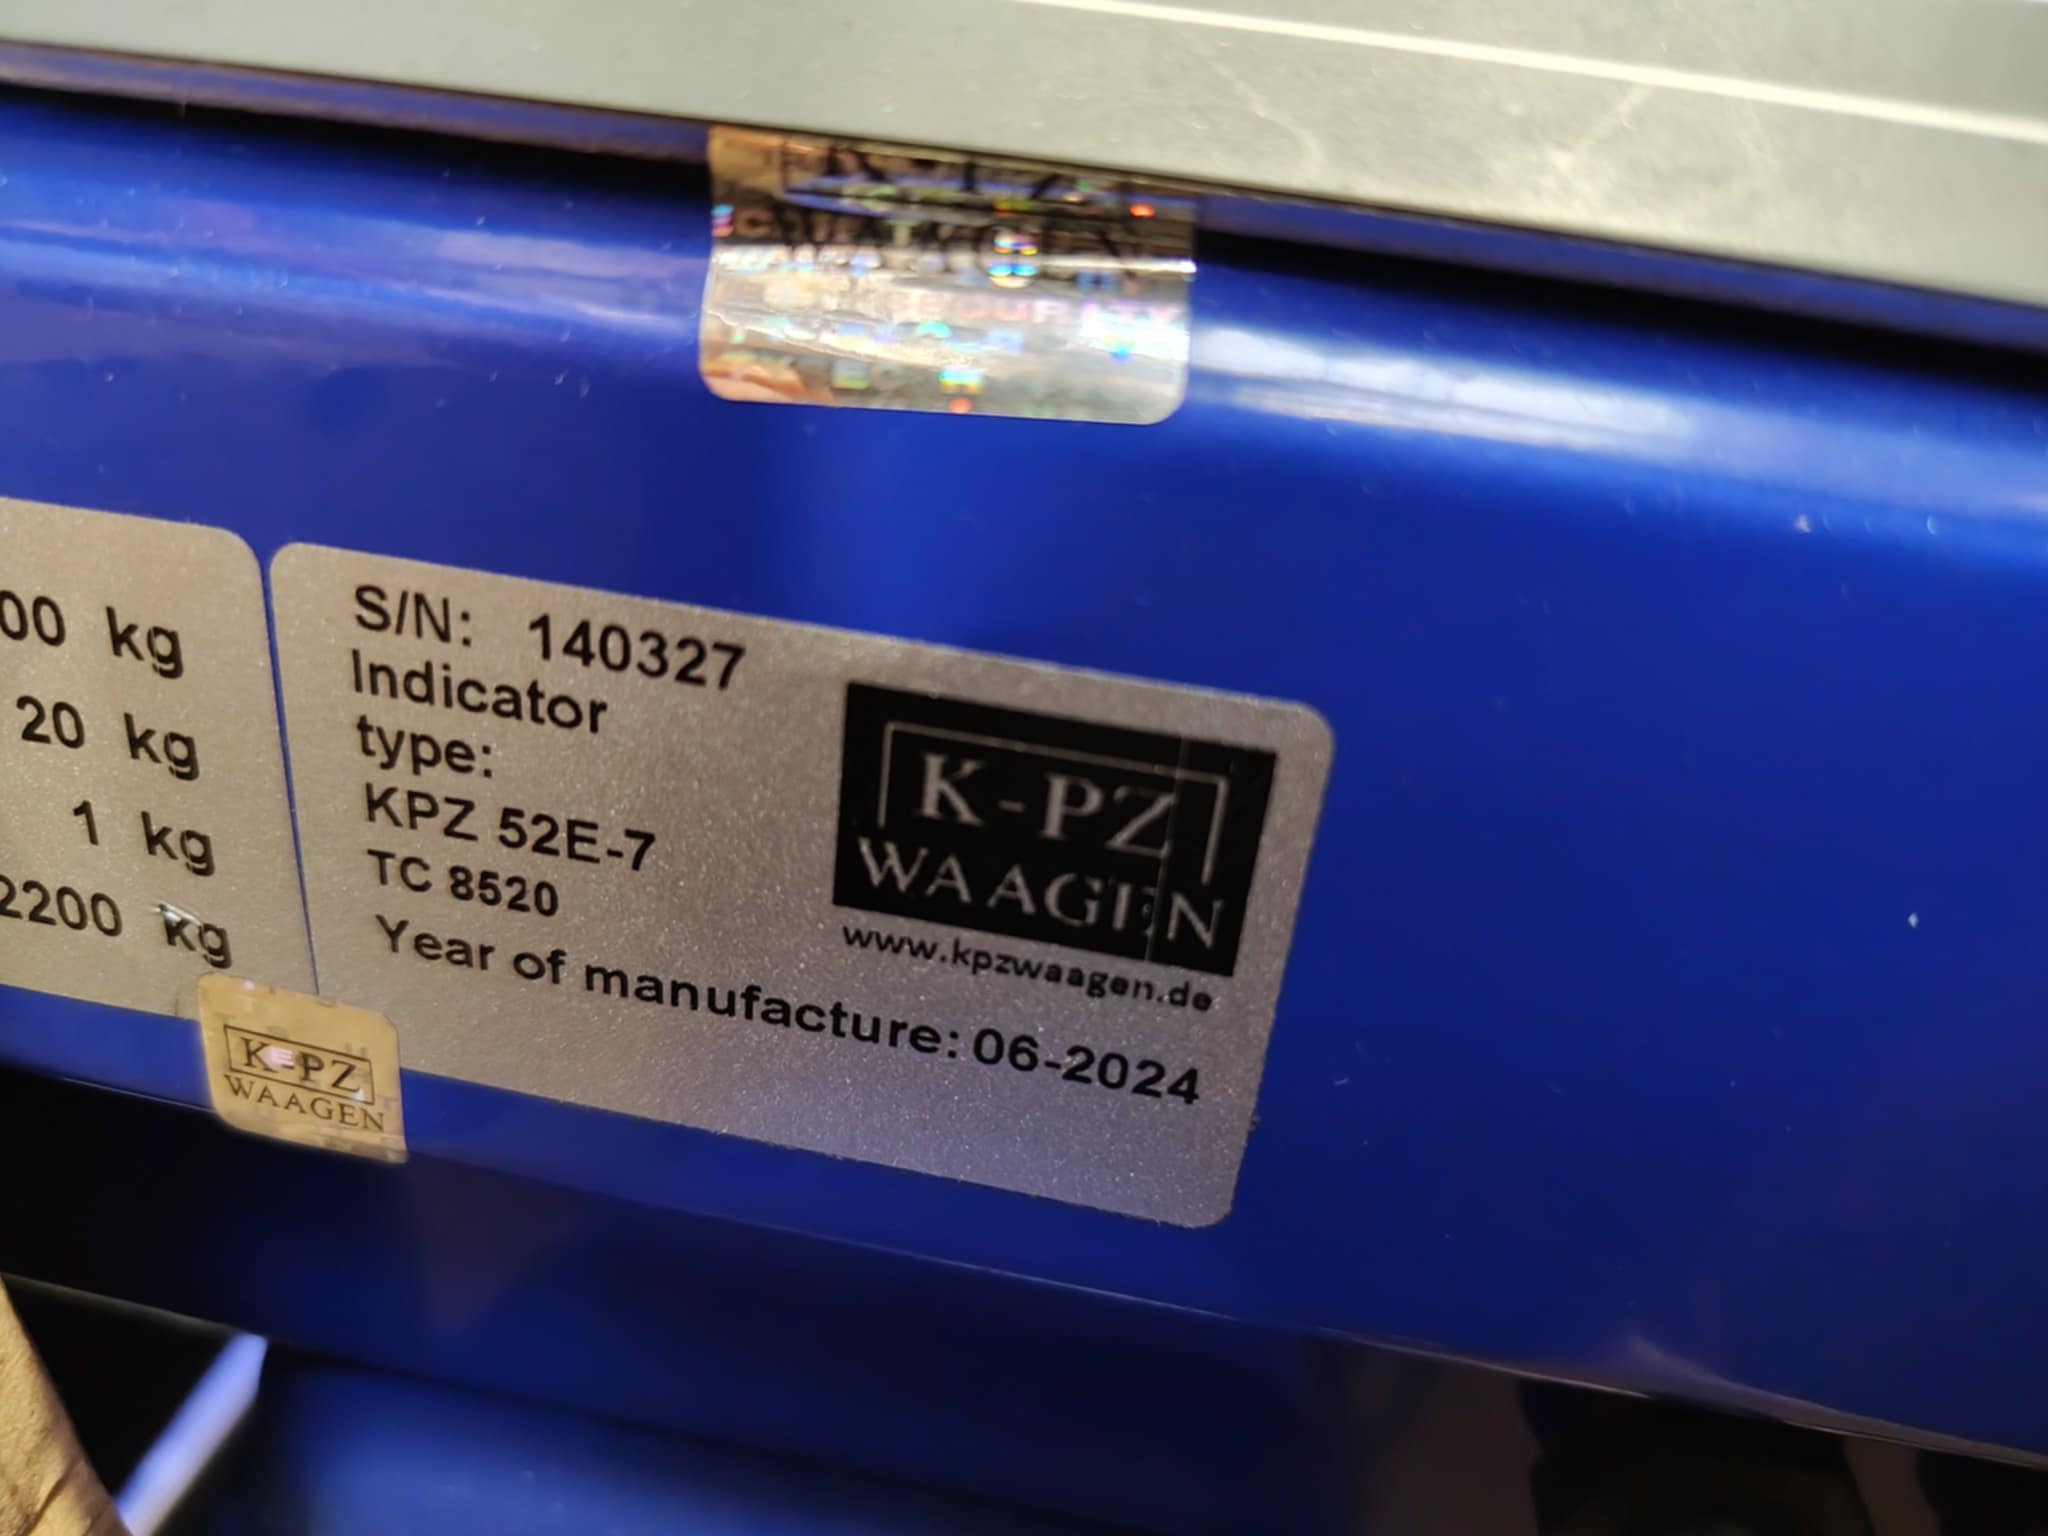 00 kg
20 kg
1 kg
2200 kg
S/N: 140327
Indicator
type:
KPZ 52E-7
TC 8520
Year of manufacture: 06-2024
K-PZ
WAAGEN
www.kpzwaagen.de
K-PZ
WAAGEN
SECURITY